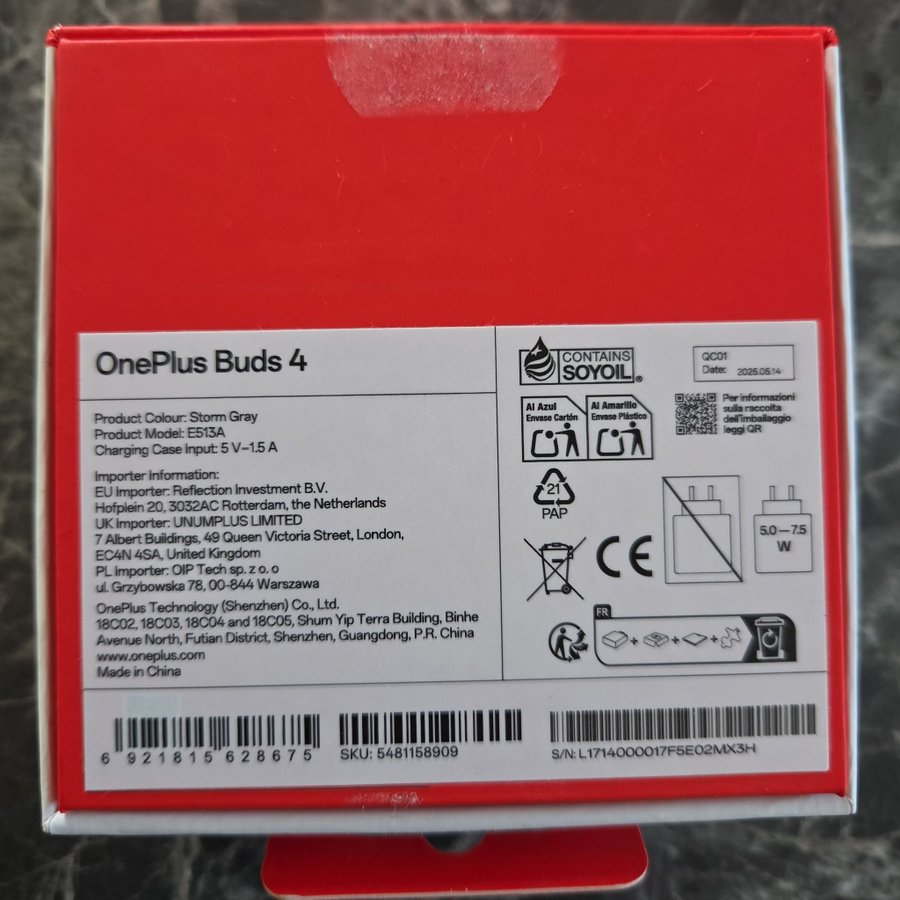 OnePlus Buds 4
Product Colour: Storm Gray
Product Model: E513A
Charging Case Input: 5 V⎓1.5 A
Importer Information:
EU Importer: Reflection Investment B.V.
Hofplein 20, 3032AC Rotterdam, the Netherlands
UK Importer: UNUMPLUS LIMITED
7 Albert Buildings, 49 Queen Victoria Street, London,
EC4N 4SA, United Kingdom
PL Importer: OIP Tech sp. z o. o
ul. Grzybowska 78, 00-844 Warszawa
OnePlus Technology (Shenzhen) Co., Ltd.
18C02, 18C03, 18C04 and 18C05, Shum Yip Terra Building, Binhe
Avenue North, Futian District, Shenzhen, Guangdong, P.R. China
www.oneplus.com
Made in China
CONTAINS
SOYOIL®
QC01
Date: 2025.05.14
Al Azul
Envase Cartón
Al Amarillo
Envase Plástico
Per informazioni
sulla raccolta
dell'imballaggio
leggi QR
21
PAP
CE
5.0 – 7.5
W
FR
6 921815 628675
SKU: 5481158909
S/N: L1714000017F5E02MX3H